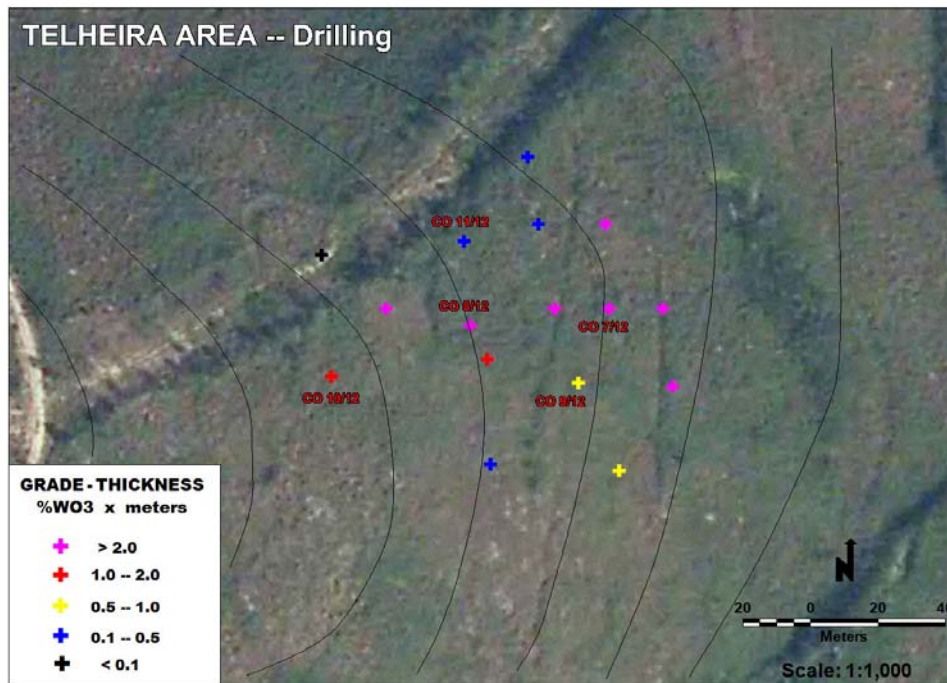 TELHEIRA AREA -- Drilling
CO 11/12
CO 8/12
CO 7/12
CO 10/12
CO 9/12
GRADE - THICKNESS
%WO3 x meters
> 2.0
1.0 -- 2.0
0.5 -- 1.0
0.1 -- 0.5
< 0.1
N
20 0 20 40
Meters
Scale: 1:1,000